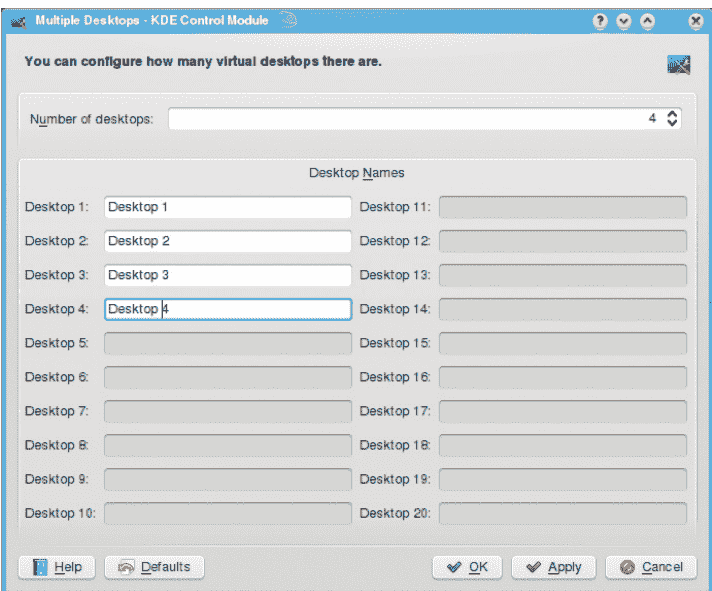 Multiple Desktops - KDE Control Module
You can configure how many virtual desktops there are.
Number of desktops: 4
Desktop Names
Desktop 1: Desktop 1
Desktop 2: Desktop 2
Desktop 3: Desktop 3
Desktop 4: Desktop 4
Desktop 5:
Desktop 6:
Desktop 7:
Desktop 8:
Desktop 9:
Desktop 10:
Desktop 11:
Desktop 12:
Desktop 13:
Desktop 14:
Desktop 15:
Desktop 16:
Desktop 17:
Desktop 18:
Desktop 19:
Desktop 20:
Help Defaults OK Apply Cancel